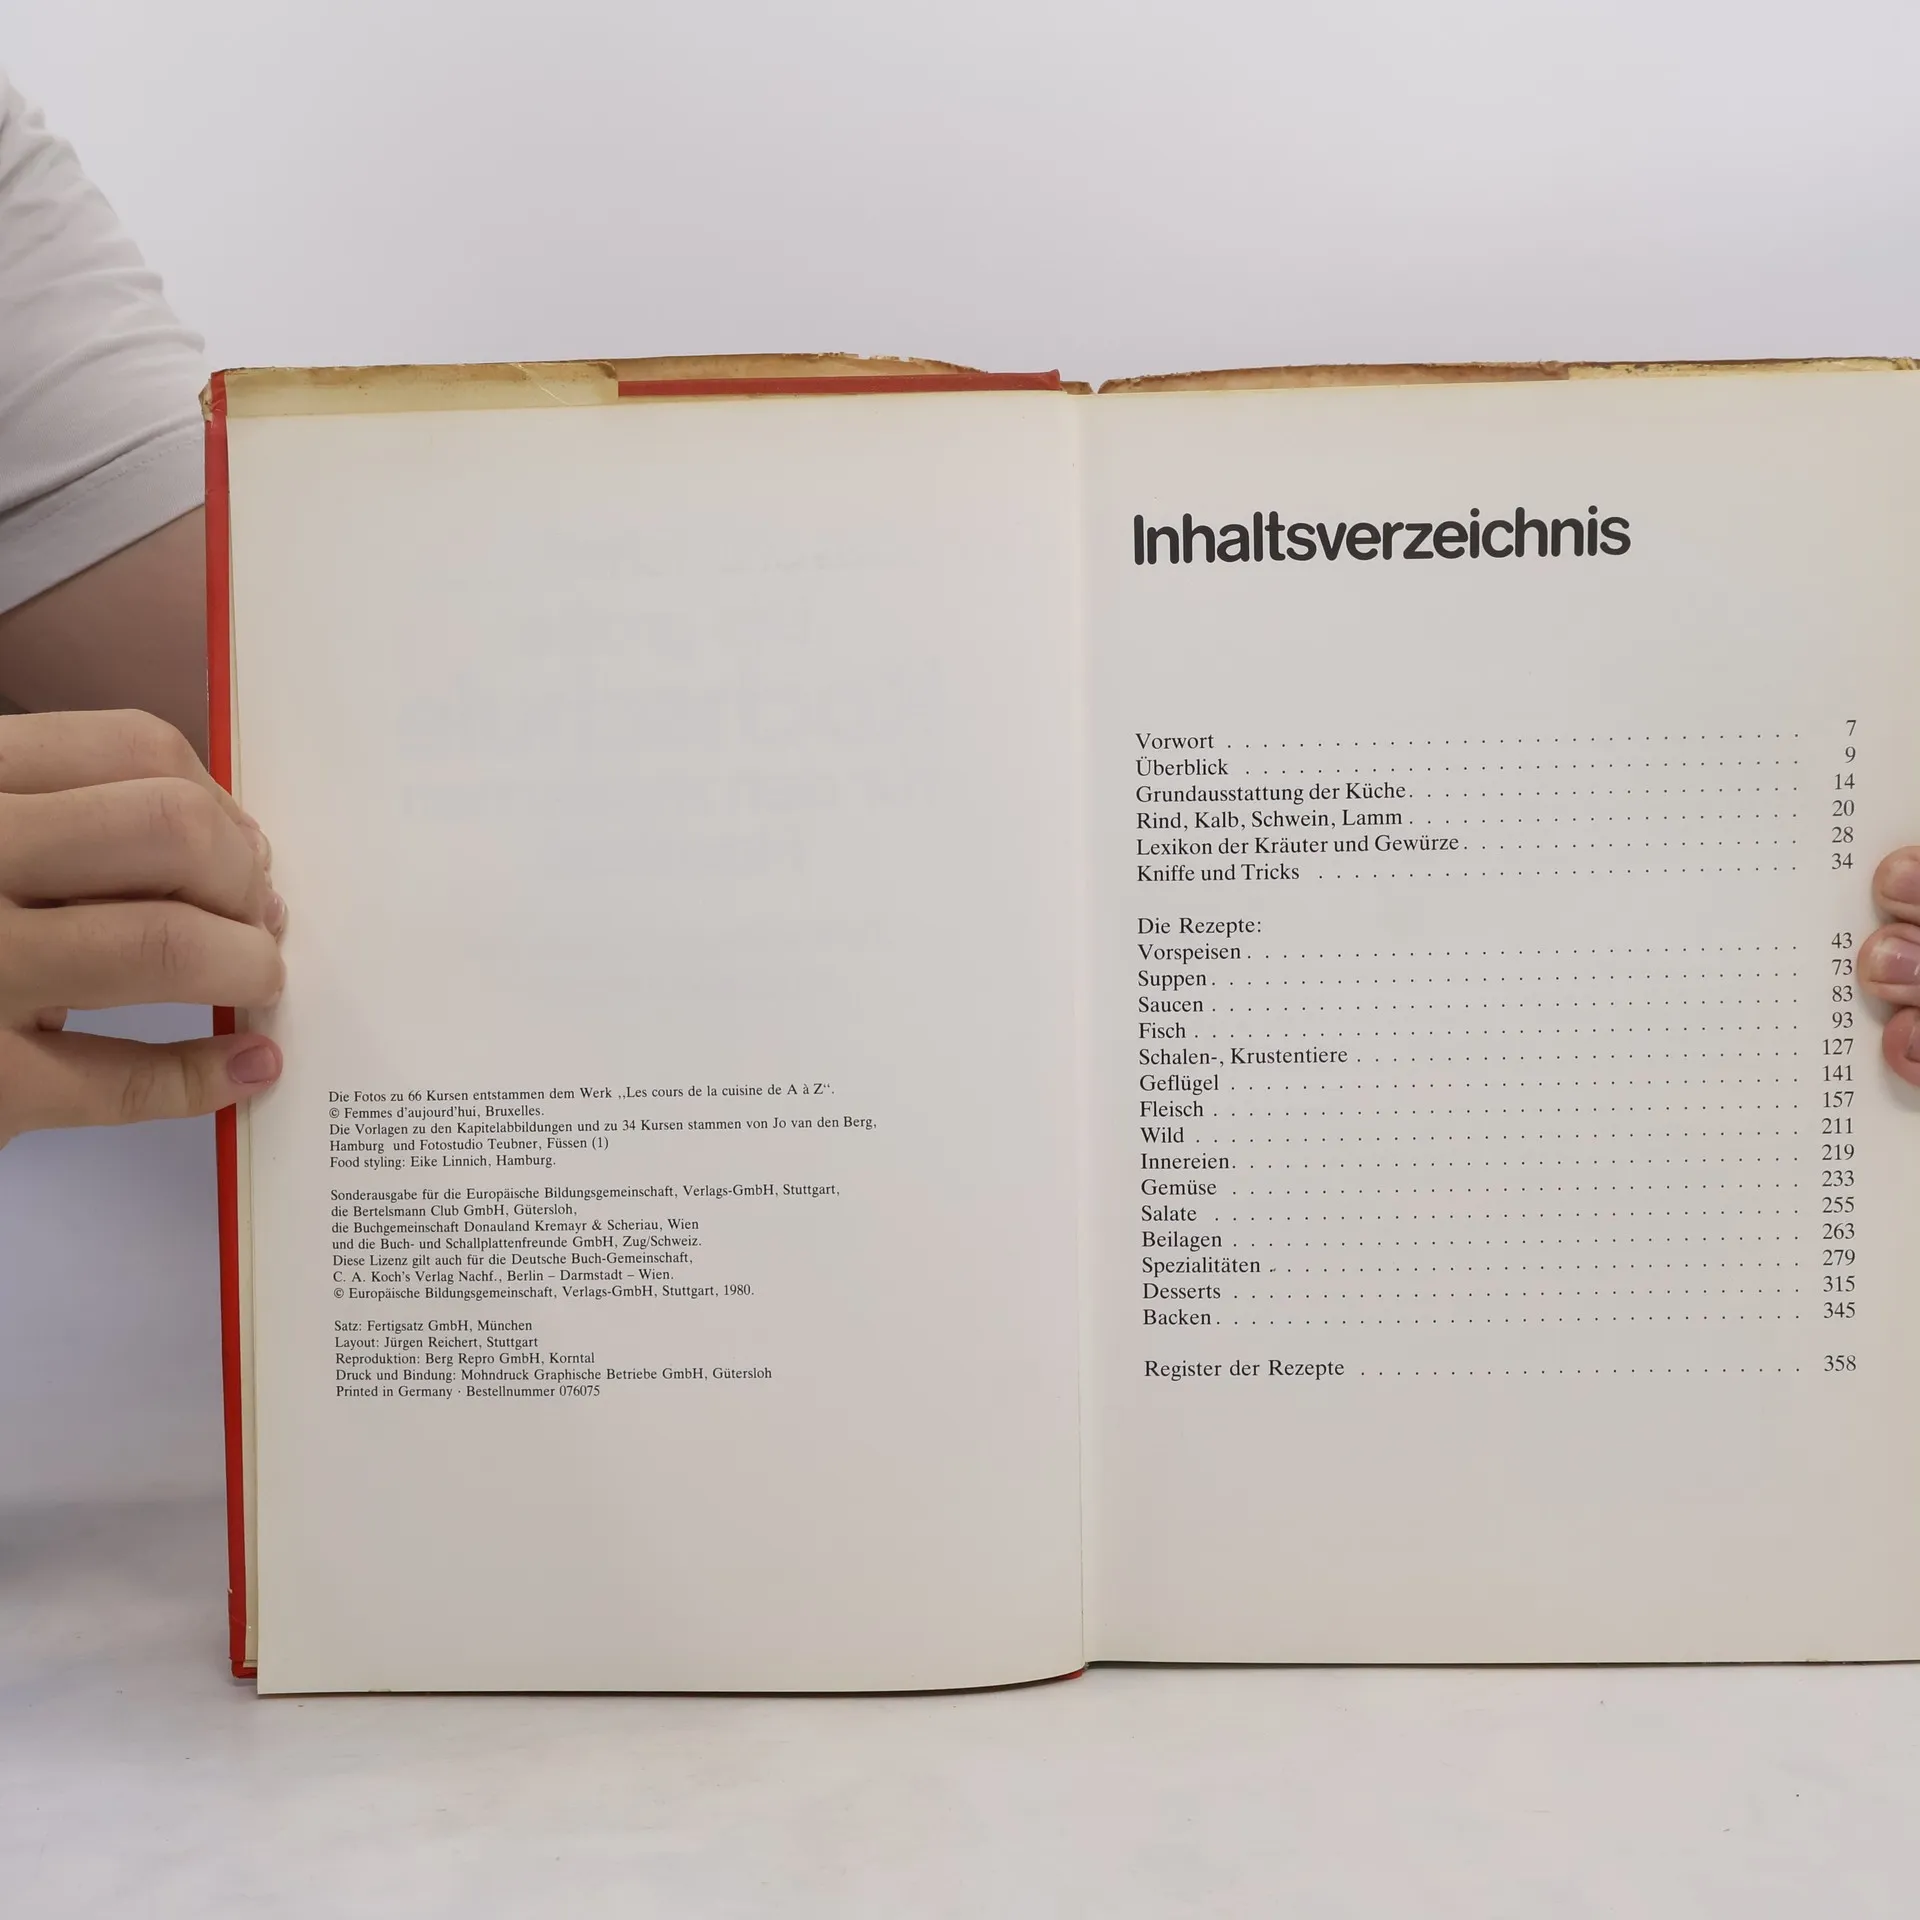 Die Fotos zu 66 Kursen entstammen dem Werk „Les cours de la cuisine de A à Z“.
© Femmes d'aujourd'hui, Bruxelles.
Die Vorlagen zu den Kapitelabbildungen und zu 34 Kursen stammen von Jo van den Berg,
Hamburg und Fotostudio Teubner, Füssen (1)
Food styling: Eike Linnich, Hamburg.
Sonderausgabe für die Europäische Bildungsgemeinschaft, Verlags-GmbH, Stuttgart,
die Bertelsmann Club GmbH, Gütersloh,
die Buchgemeinschaft Donauland Kremayr & Scheriau, Wien
und die Buch- und Schallplattenfreunde GmbH, Zug/Schweiz.
Diese Lizenz gilt auch für die Deutsche Buch-Gemeinschaft,
C. A. Koch's Verlag Nachf., Berlin – Darmstadt – Wien.
© Europäische Bildungsgemeinschaft, Verlags-GmbH, Stuttgart, 1980.
Satz: Fertigsatz GmbH, München
Layout: Jürgen Reichert, Stuttgart
Reproduktion: Berg Repro GmbH, Korntal
Druck und Bindung: Mohndruck Graphische Betriebe GmbH, Gütersloh
Printed in Germany · Bestellnummer 076075
Inhaltsverzeichnis
Vorwort . . . . . . . . . . 7
Überblick . . . . . . . . . . 9
Grundausstattung der Küche . . . . . . . . . . 14
Rind, Kalb, Schwein, Lamm . . . . . . . . . . 20
Lexikon der Kräuter und Gewürze . . . . . . . . . . 28
Kniffe und Tricks . . . . . . . . . . 34
Die Rezepte:
Vorspeisen . . . . . . . . . . 43
Suppen . . . . . . . . . . 73
Saucen . . . . . . . . . . 83
Fisch . . . . . . . . . . 93
Schalen-, Krustentiere . . . . . . . . . . 127
Geflügel . . . . . . . . . . 141
Fleisch . . . . . . . . . . 157
Wild . . . . . . . . . . 211
Innereien . . . . . . . . . . 219
Gemüse . . . . . . . . . . 233
Salate . . . . . . . . . . 255
Beilagen . . . . . . . . . . 263
Spezialitäten . . . . . . . . . . 279
Desserts . . . . . . . . . . 315
Backen . . . . . . . . . . 345
Register der Rezepte . . . . . . . . . . 358